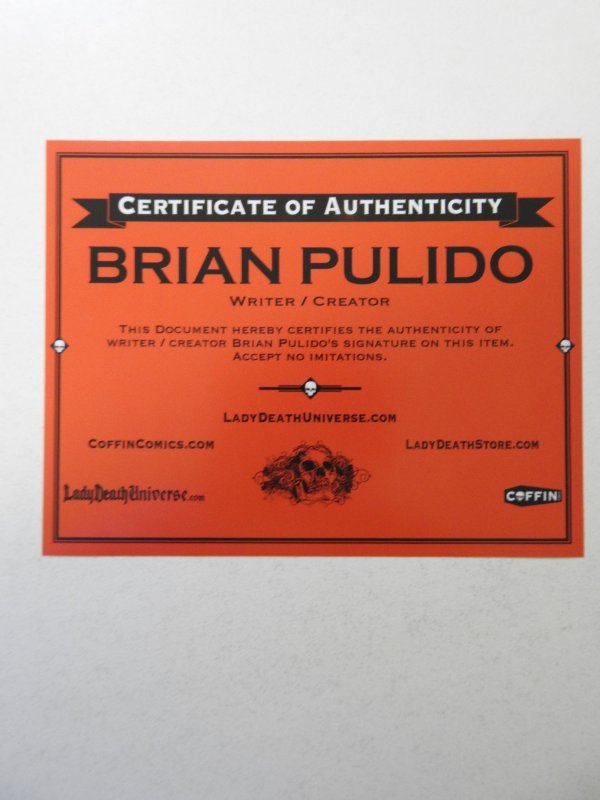 CERTIFICATE OF AUTHENTICITY
BRIAN PULIDO
WRITER / CREATOR
THIS DOCUMENT HEREBY CERTIFIES THE AUTHENTICITY OF
WRITER / CREATOR BRIAN PULIDO'S SIGNATURE ON THIS ITEM.
ACCEPT NO IMITATIONS.
LADYDEATHUNIVERSE.COM
COFFINCOMICS.COM
LADYDEATHSTORE.COM
LadyDeathUniverse.com
COFFIN